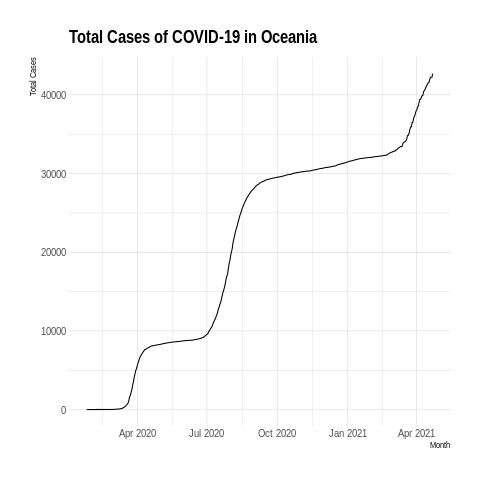 Total Cases of COVID-19 in Oceania
Total Cases
40000
30000
20000
10000
0
Apr 2020 Jul 2020 Oct 2020 Jan 2021 Apr 2021
Month